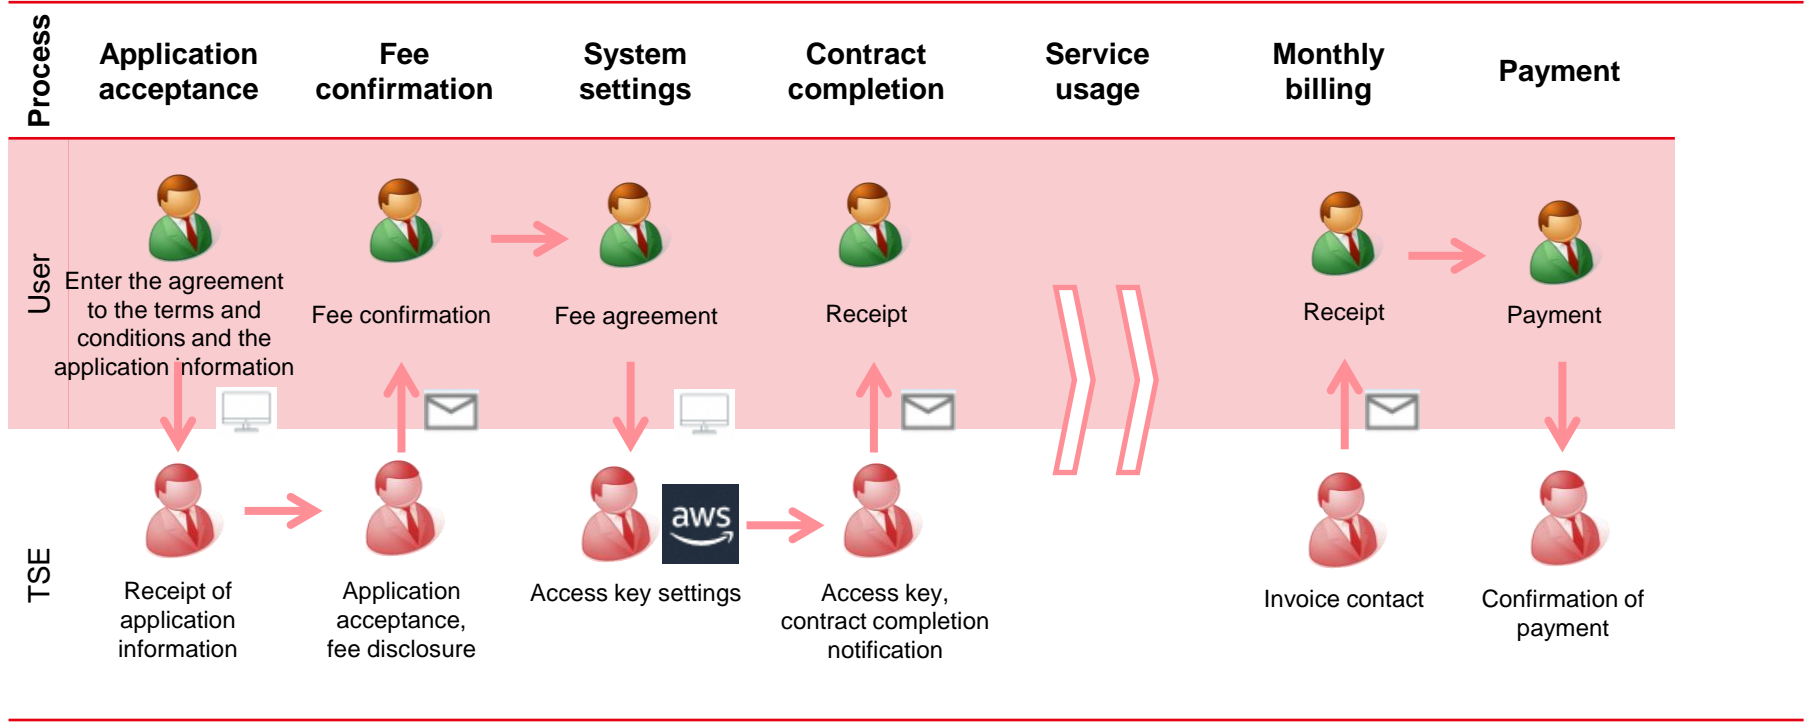 Process
Application
acceptance
Fee
confirmation
System
settings
Contract
completion
Service
usage
Monthly
billing
Payment
User
Enter the agreement
to the terms and
conditions and the
application information
Fee confirmation
Fee agreement
Receipt
Receipt
Payment
TSE
aws
Receipt of
application
information
Application
acceptance,
fee disclosure
Access key settings
Access key,
contract completion
notification
Invoice contact
Confirmation of
payment